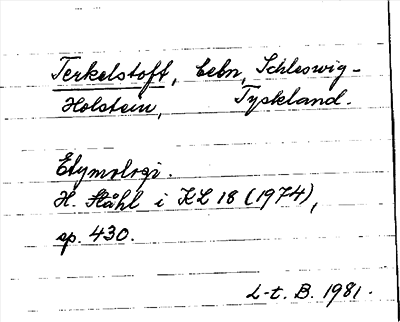 Terkelstoft, bebn, Schleswig-
Holstein, Tyskland.
Etymologi.
H. Ståhl i KL 18 (1974),
sp. 430.
L-t. B. 1981.